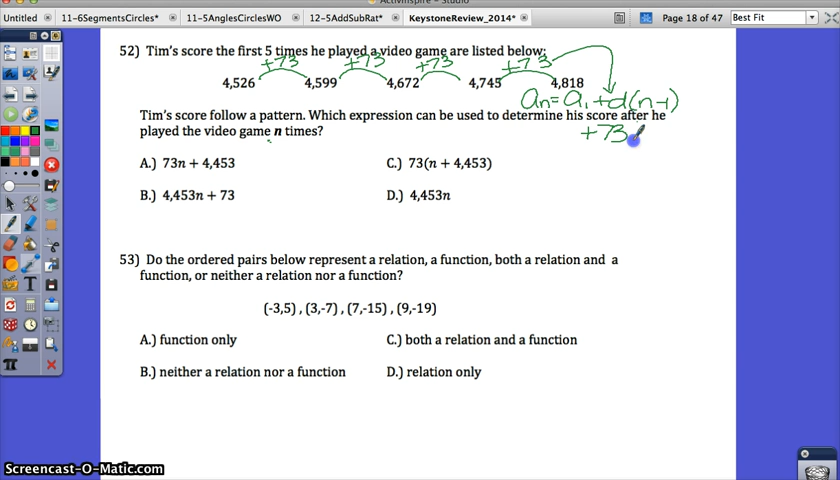 ActivInspire
Untitled 11–6SegmentsCircles* 11–5AnglesCirclesWO 12–5AddSubRat* KeystoneReview_2014* Page 18 of 47 Best Fit
52) Tim's score the first 5 times he played a video game are listed below:
+73 +73 +73 +73
4,526 4,599 4,672 4,745 4,818
an = a1 + d(n-1)
Tim's score follow a pattern. Which expression can be used to determine his score after he
played the video game n times?
+73
A.) 73n + 4,453 C.) 73(n + 4,453)
B.) 4,453n + 73 D.) 4,453n
53) Do the ordered pairs below represent a relation, a function, both a relation and a
function, or neither a relation nor a function?
(-3,5) , (3,-7) , (7,-15) , (9,-19)
A.) function only C.) both a relation and a function
B.) neither a relation nor a function D.) relation only
Screencast-O-Matic.com